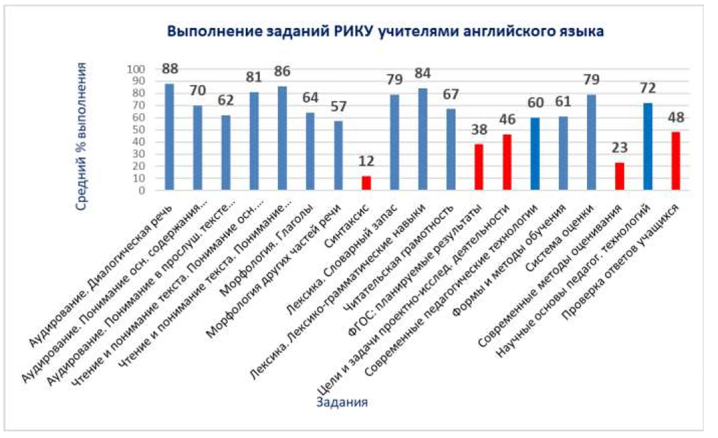 Выполнение заданий РИКУ учителями английского языка
Средний % выполнения
100
90
80
70
60
50
40
30
20
10
0
88
70
62
81
86
64
57
12
79
84
67
38
46
60
61
79
23
72
48
Аудирование. Диалогическая речь
Аудирование. Понимание осн. содержания…
Аудирование. Понимание в прослуш. тексте…
Чтение и понимание текста. Понимание осн.…
Чтение и понимание текста. Понимание…
Морфология. Глаголы
Морфология других частей речи
Синтаксис
Лексика. Словарный запас
Лексика. Лексико-грамматические навыки
Читательская грамотность
ФГОС: планируемые результаты
Цели и задачи проектно-исслед. деятельности
Современные педагогические технологии
Формы и методы обучения
Система оценки
Современные методы оценивания
Научные основы педагог. технологий
Проверка ответов учащихся
Задания